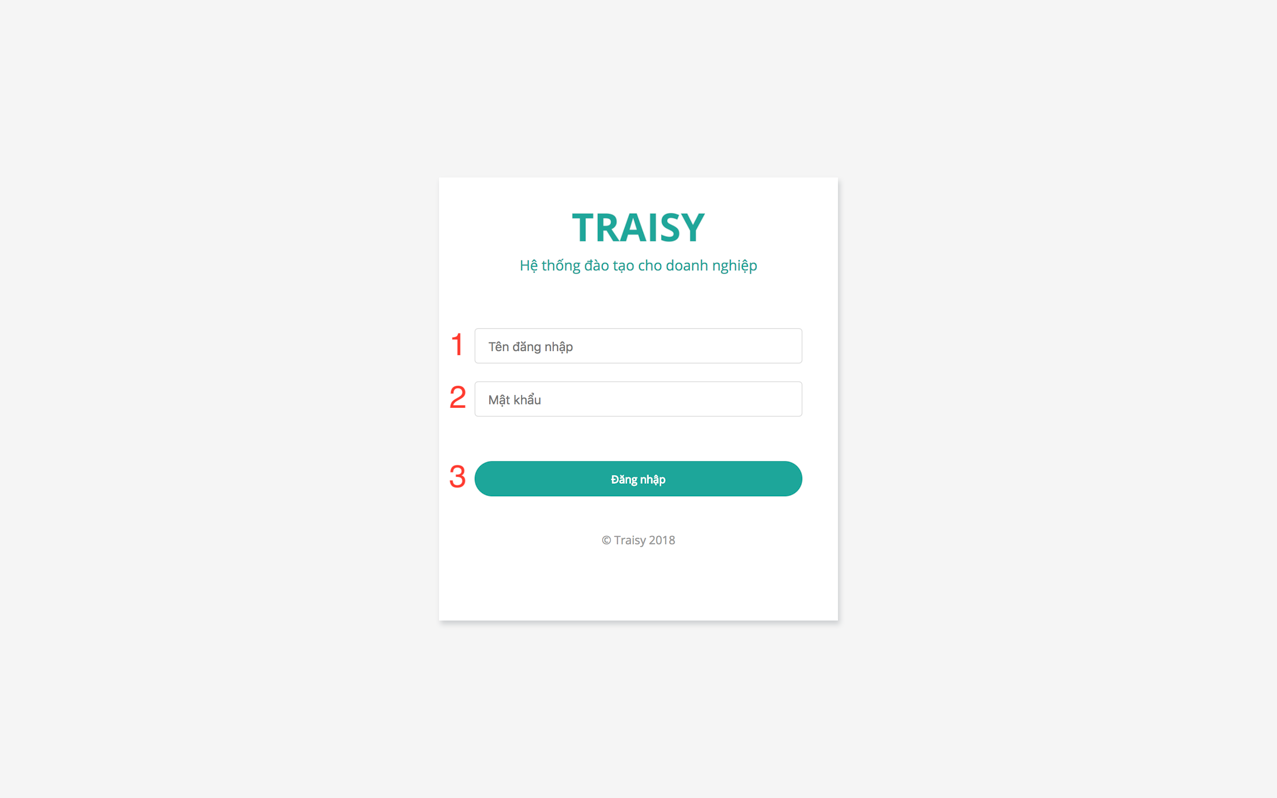 TRAISY
Hệ thống đào tạo cho doanh nghiệp
1 Tên đăng nhập
2 Mật khẩu
3 Đăng nhập
© Traisy 2018